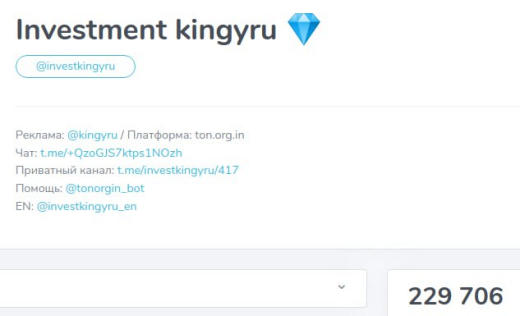 Investment kingyru
@investkingyru
Реклама: @kingyru / Платформа: ton.org.in
Чат: t.me/+QzoGJS7ktps1NOzh
Приватный канал: t.me/investkingyru/417
Помощь: @tonorgin_bot
EN: @investkingyru_en
229 706